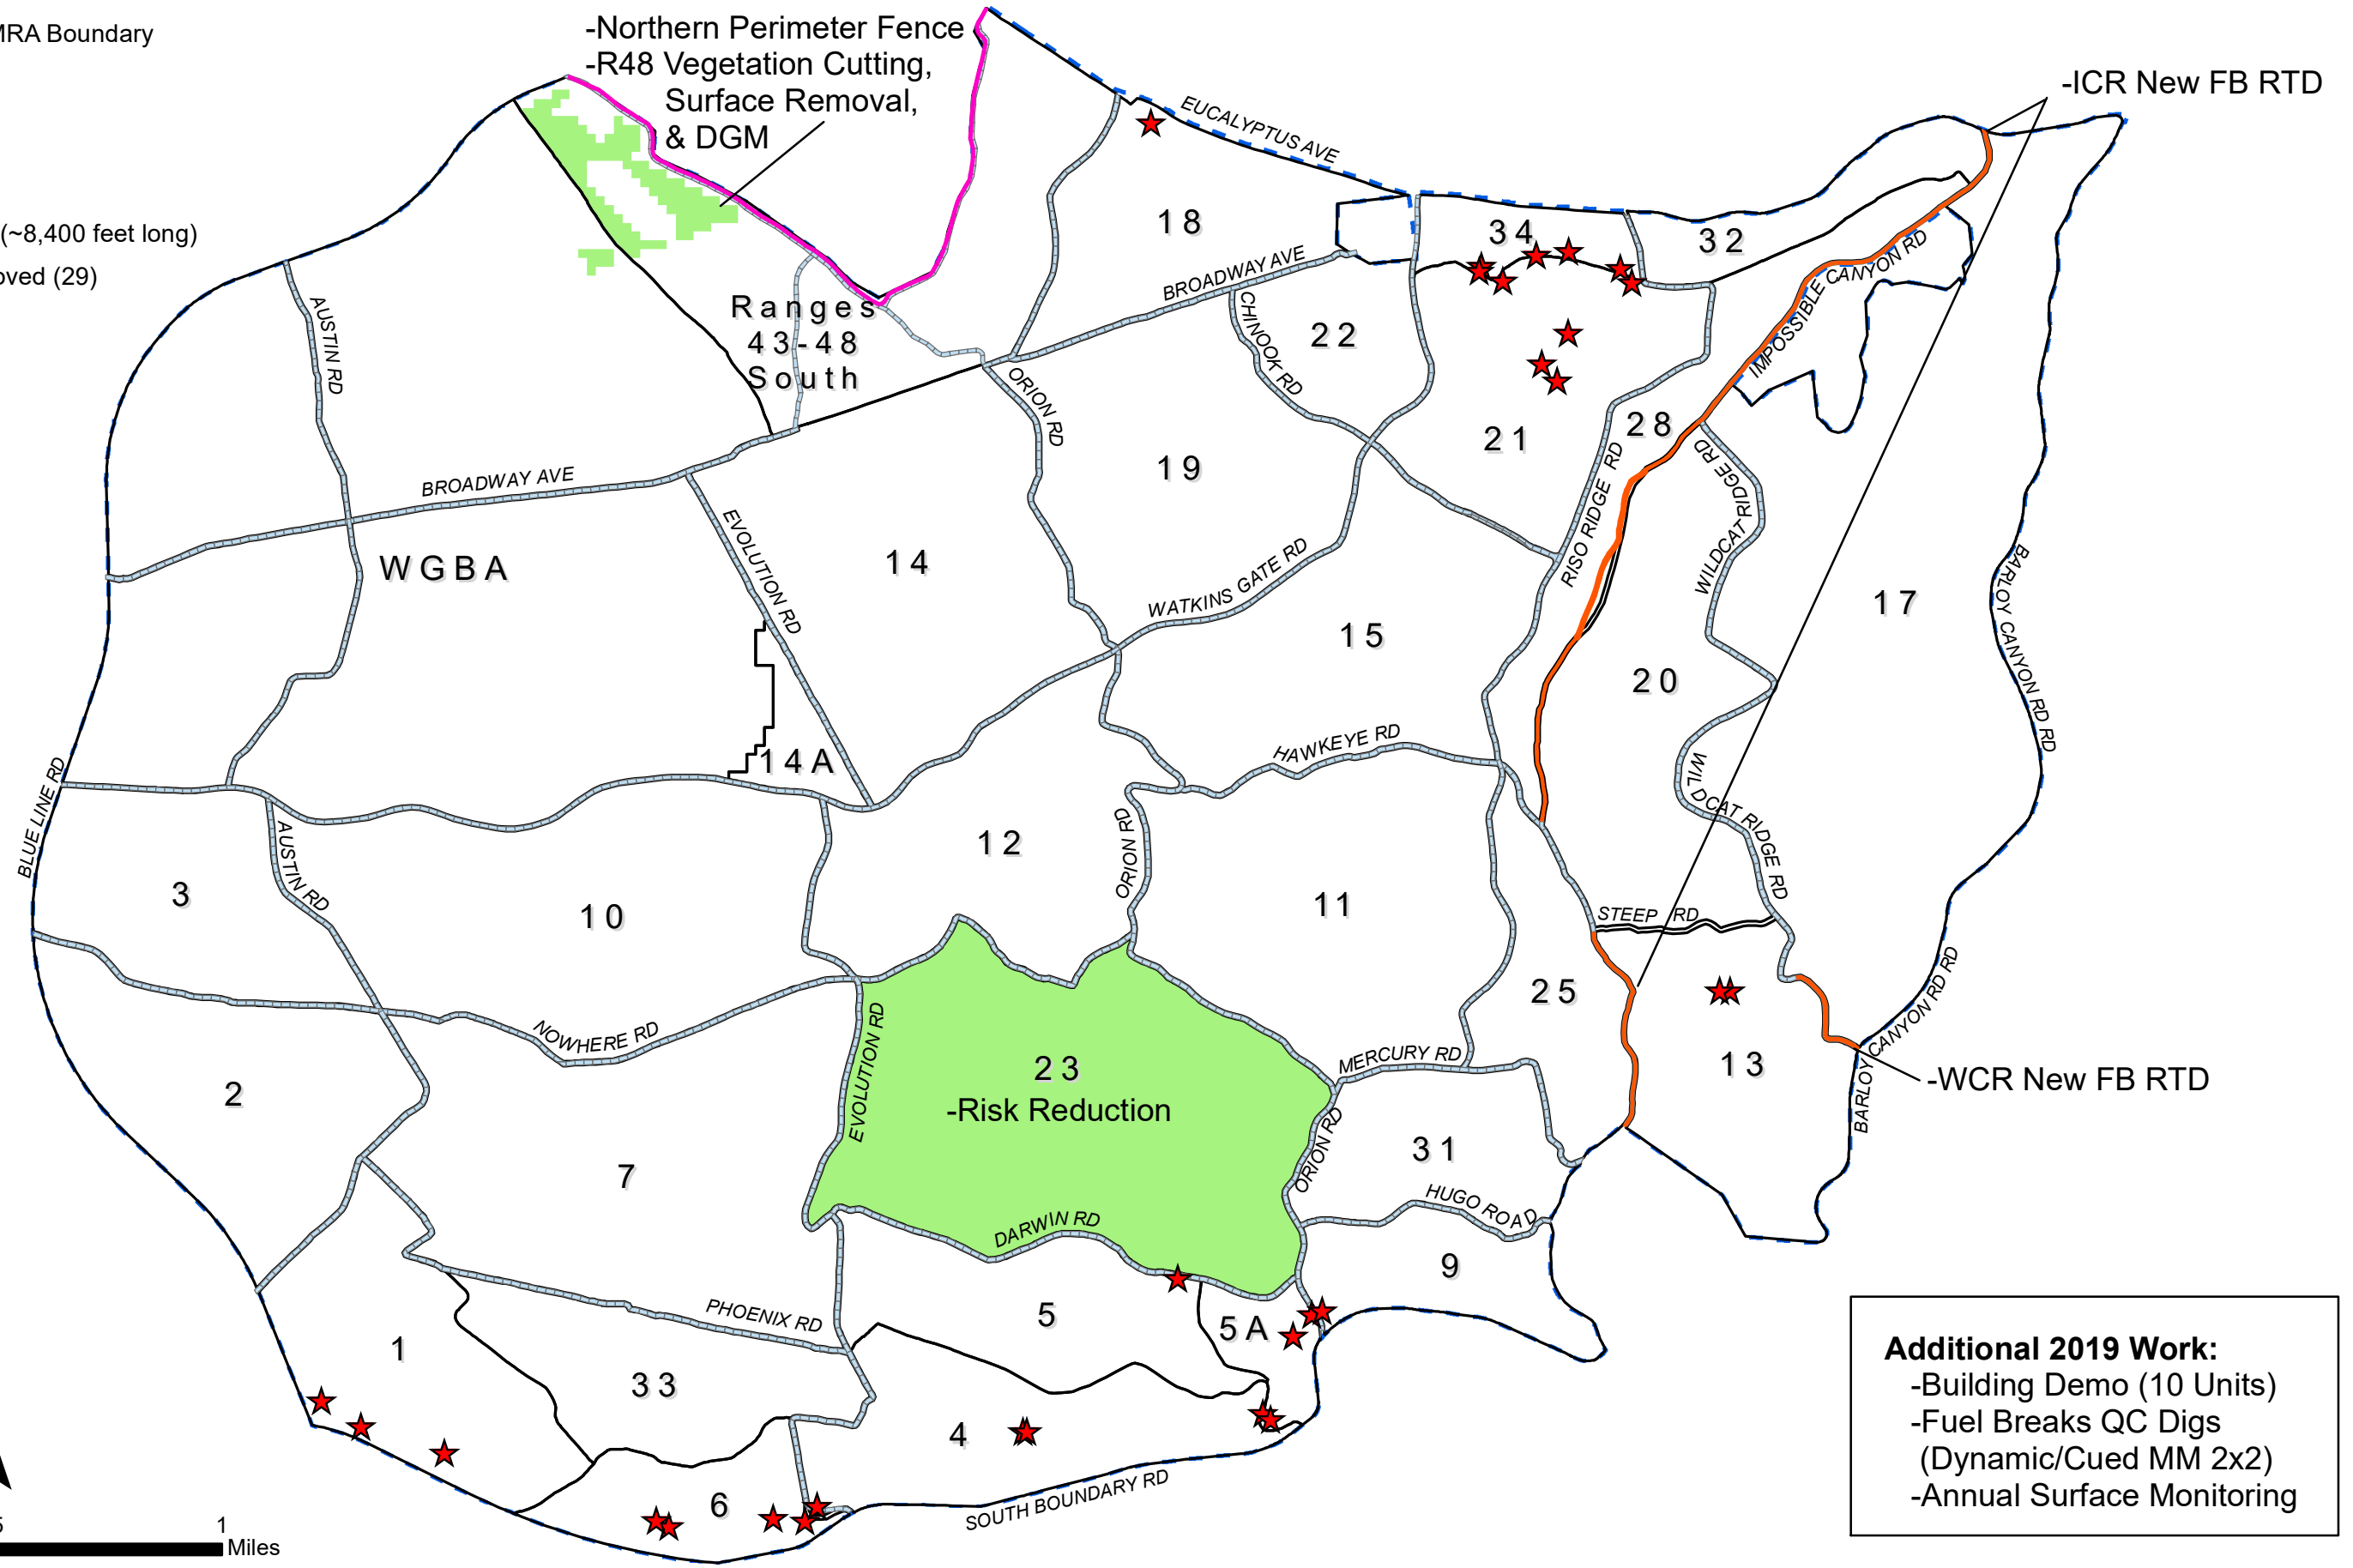 MRA Boundary
(~8,400 feet long)
oved (29)
-Northern Perimeter Fence
-R48 Vegetation Cutting,
Surface Removal,
& DGM
-ICR New FB RTD
EUCALYPTUS AVE
18
34
32
BROADWAY AVE
IMPOSSIBLE CANYON RD
AUSTIN RD
Ranges
43-48
South
CHINOOK RD
22
ORION RD
21
28
19
RISO RIDGE RD
WILDCAT RIDGE RD
BROADWAY AVE
EVOLUTION RD
WGBA
14
WATKINS GATE RD
15
17
BARLOY CANYON RD RD
20
14A
HAWKEYE RD
WILDCAT RIDGE RD
BLUE LINE RD
AUSTIN RD
12
ORION RD
3
10
11
STEEP RD
25
BARLOY CANYON RD RD
NOWHERE RD
EVOLUTION RD
23
-Risk Reduction
MERCURY RD
13
-WCR New FB RTD
2
7
ORION RD
31
HUGO ROAD
DARWIN RD
9
PHOENIX RD
5
5A
1
33
4
6
SOUTH BOUNDARY RD
5
1
Miles
Additional 2019 Work:
-Building Demo (10 Units)
-Fuel Breaks QC Digs
(Dynamic/Cued MM 2x2)
-Annual Surface Monitoring